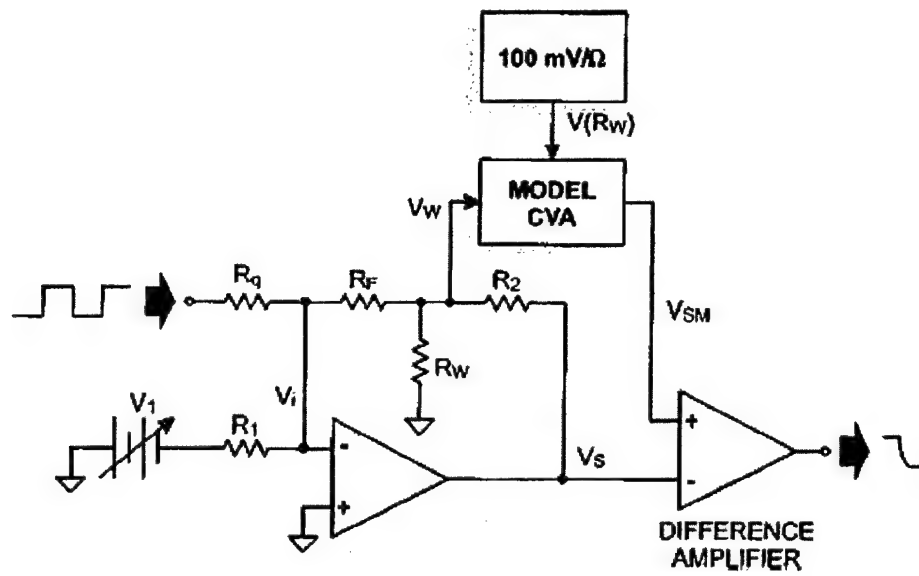 100 mV/Ω
V(RW)
MODEL
CVA
VW
Rq
RF
R2
VSM
RW
V1
R1
Vi
-
+
VS
+
-
DIFFERENCE
AMPLIFIER